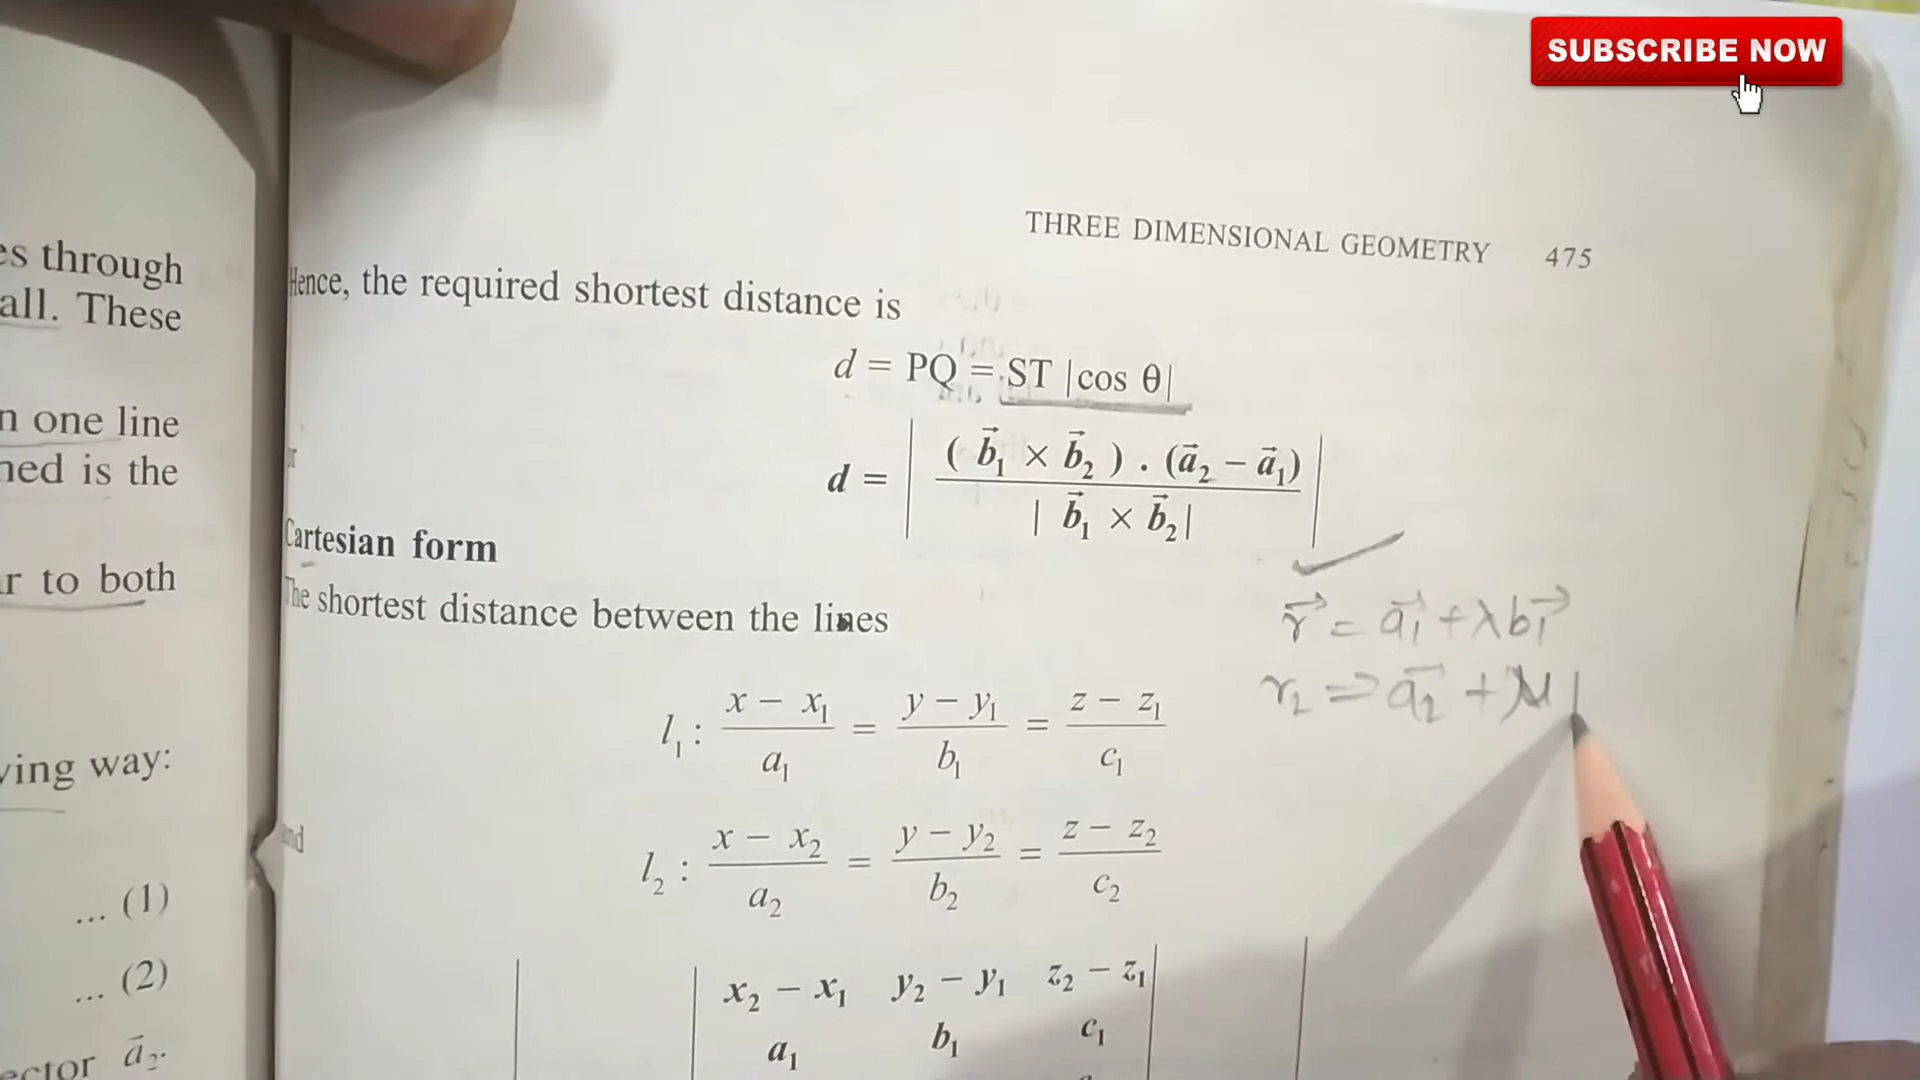 SUBSCRIBE NOW
es through
all. These
n one line
ned is the
r to both
ving way:
... (1)
... (2)
ector a⃗₂.
THREE DIMENSIONAL GEOMETRY 475
Hence, the required shortest distance is
d = PQ = ST |cos θ|
r
d = | (b⃗₁ × b⃗₂) . (a⃗₂ − a⃗₁) / |b⃗₁ × b⃗₂| |
Cartesian form
The shortest distance between the lines
r⃗ = a⃗₁ + λb⃗₁
r₂ ⇒ a⃗₂ + μ
l₁ : (x − x₁)/a₁ = (y − y₁)/b₁ = (z − z₁)/c₁
nd
l₂ : (x − x₂)/a₂ = (y − y₂)/b₂ = (z − z₂)/c₂
x₂ − x₁ y₂ − y₁ z₂ − z₁
a₁ b₁ c₁